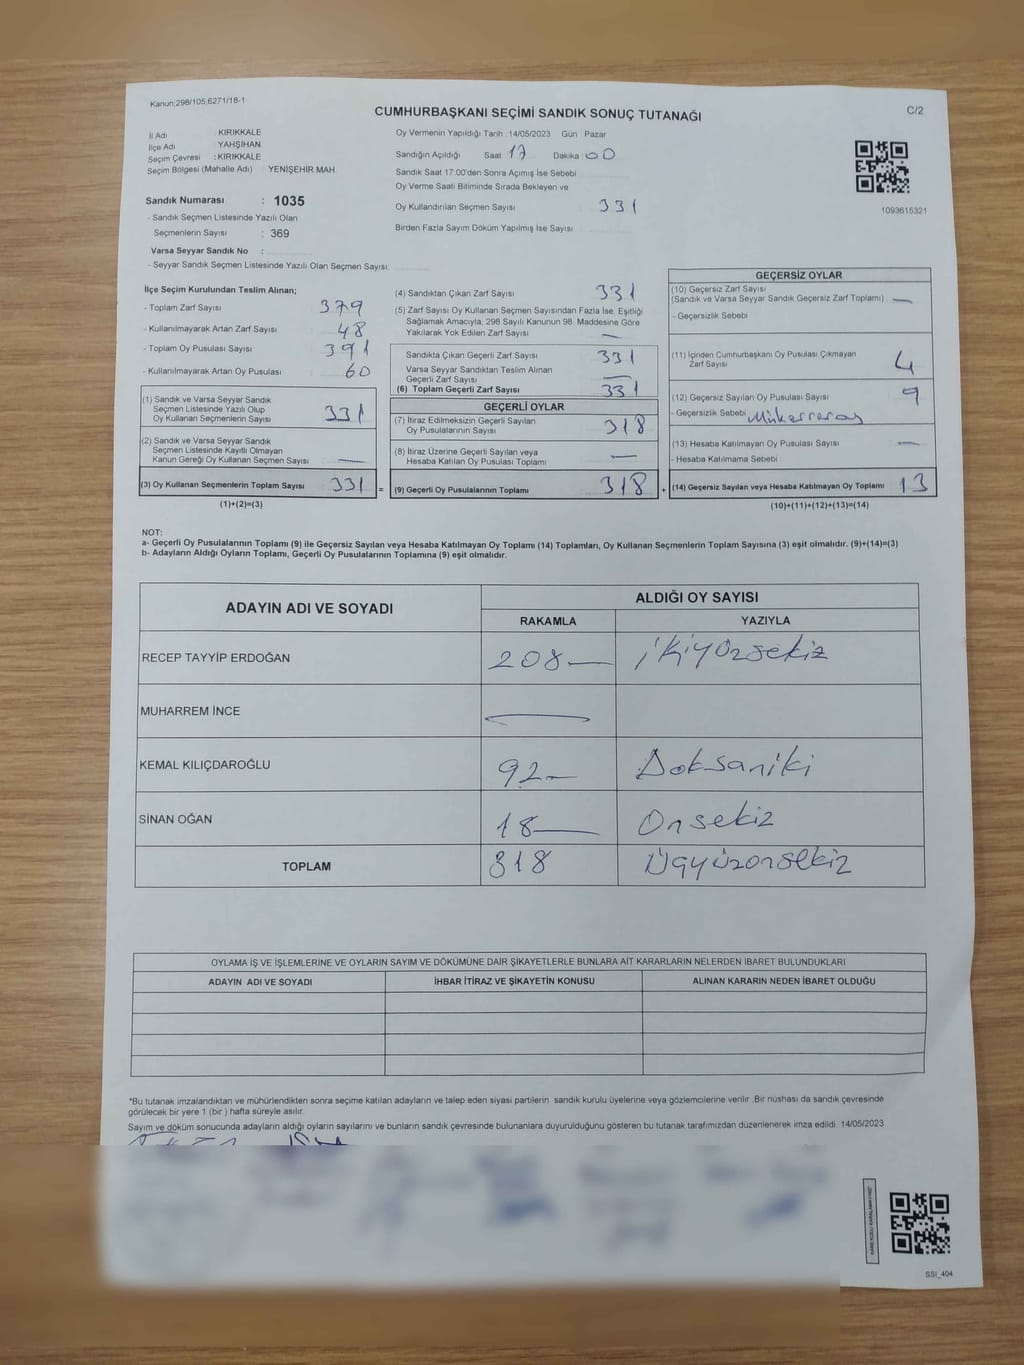 Kanun;298/105;6271/18-1
CUMHURBAŞKANI SEÇİMİ SANDIK SONUÇ TUTANAĞI
C/2
İl Adı : KIRIKKALE
İlçe Adı : YAHŞİHAN
Seçim Çevresi : KIRIKKALE
Seçim Bölgesi (Mahalle Adı) YENİŞEHİR MAH.
Sandık Numarası : 1035
- Sandık Seçmen Listesinde Yazılı Olan
Seçmenlerin Sayısı : 369
Varsa Seyyar Sandık No :
- Seyyar Sandık Seçmen Listesinde Yazılı Olan Seçmen Sayısı:
Oy Vermenin Yapıldığı Tarih :14/05/2023 Gün Pazar
Sandığın Açıldığı Saat 17 Dakika 00
Sandık Saat 17.00'den Sonra Açımış İse Sebebi
Oy Verme Saati Bitiminde Sırada Bekleyen ve
Oy Kullandırılan Seçmen Sayısı 331
Birden Fazla Sayım Döküm Yapılmış İse Sayısı
1093615321
İlçe Seçim Kurulundan Teslim Alınan;
- Toplam Zarf Sayısı 379
- Kullanılmayarak Artan Zarf Sayısı 48
- Toplam Oy Pusulası Sayısı 391
- Kullanılmayarak Artan Oy Pusulası 60
(1) Sandık ve Varsa Seyyar Sandık
Seçmen Listesinde Yazılı Olup
Oy Kullanan Seçmenlerin Sayısı 331
(2) Sandık ve Varsa Seyyar Sandık
Seçmen Listesinde Kayıtlı Olmayan
Kanun Gereği Oy Kullanan Seçmen Sayısı —
(3) Oy Kullanan Seçmenlerin Toplam Sayısı 331 =
(1)+(2)=(3)
(4) Sandıktan Çıkan Zarf Sayısı 331
(5) Zarf Sayısı Oy Kullanan Seçmen Sayısından Fazla İse, Eşitliği
Sağlamak Amacıyla, 298 Sayılı Kanunun 98. Maddesine Göre
Yakılarak Yok Edilen Zarf Sayısı —
Sandıkta Çıkan Geçerli Zarf Sayısı 331
Varsa Seyyar Sandıktan Teslim Alınan
Geçerli Zarf Sayısı —
(6) Toplam Geçerli Zarf Sayısı 331
GEÇERLİ OYLAR
(7) İtiraz Edilmeksizin Geçerli Sayılan
Oy Pusulalarının Sayısı 318
(8) İtiraz Üzerine Geçerli Sayılan veya
Hesaba Katılan Oy Pusulası Toplamı —
(9) Geçerli Oy Pusulalarının Toplamı 318 +
GEÇERSİZ OYLAR
(10) Geçersiz Zarf Sayısı
(Sandık ve Varsa Seyyar Sandık Geçersiz Zarf Toplamı) —
- Geçersizlik Sebebi
(11) İçinden Cumhurbaşkanı Oy Pusulası Çıkmayan
Zarf Sayısı 4
(12) Geçersiz Sayılan Oy Pusulası Sayısı 9
- Geçersizlik Sebebi
(13) Hesaba Katılmayan Oy Pusulası Sayısı —
- Hesaba Katılmama Sebebi
(14) Geçersiz Sayılan veya Hesaba Katılmayan Oy Toplamı 13
(10)+(11)+(12)+(13)=(14)
NOT:
a- Geçerli Oy Pusulalarının Toplamı (9) ile Geçersiz Sayılan veya Hesaba Katılmayan Oy Toplamı (14) Toplamları, Oy Kullanan Seçmenlerin Toplam Sayısına (3) eşit olmalıdır. (9)+(14)=(3)
b- Adayların Aldığı Oyların Toplamı, Geçerli Oy Pusulalarının Toplamına (9) eşit olmalıdır.
ADAYIN ADI VE SOYADI ALDIĞI OY SAYISI
RAKAMLA YAZIYLA
RECEP TAYYİP ERDOĞAN 208— ikiyüzsekiz
MUHARREM İNCE —
KEMAL KILIÇDAROĞLU 92— Doksaniki
SİNAN OĞAN 18— Onsekiz
TOPLAM 318 Üçyüzonsekiz
OYLAMA İŞ VE İŞLEMLERİNE VE OYLARIN SAYIM VE DÖKÜMÜNE DAİR ŞİKAYETLERLE BUNLARA AİT KARARLARIN NELERDEN İBARET BULUNDUKLARI
ADAYIN ADI VE SOYADI İHBAR İTİRAZ VE ŞİKAYETİN KONUSU ALINAN KARARIN NEDEN İBARET OLDUĞU
*Bu tutanak imzalandıktan ve mühürlendikten sonra seçime katılan adayların ve talep eden siyasi partilerin sandık kurulu üyelerine veya gözlemcilerine verilir .Bir nüshası da sandık çevresinde
görülecek bir yere 1 (bir ) hafta süreyle asılır.
Sayım ve döküm sonucunda adayların aldığı oyların sayılarını ve bunların sandık çevresinde bulunanlara duyurulduğunu gösteren bu tutanak tarafımızdan düzenlenerek imza edildi. 14/05/2023
SSI_404